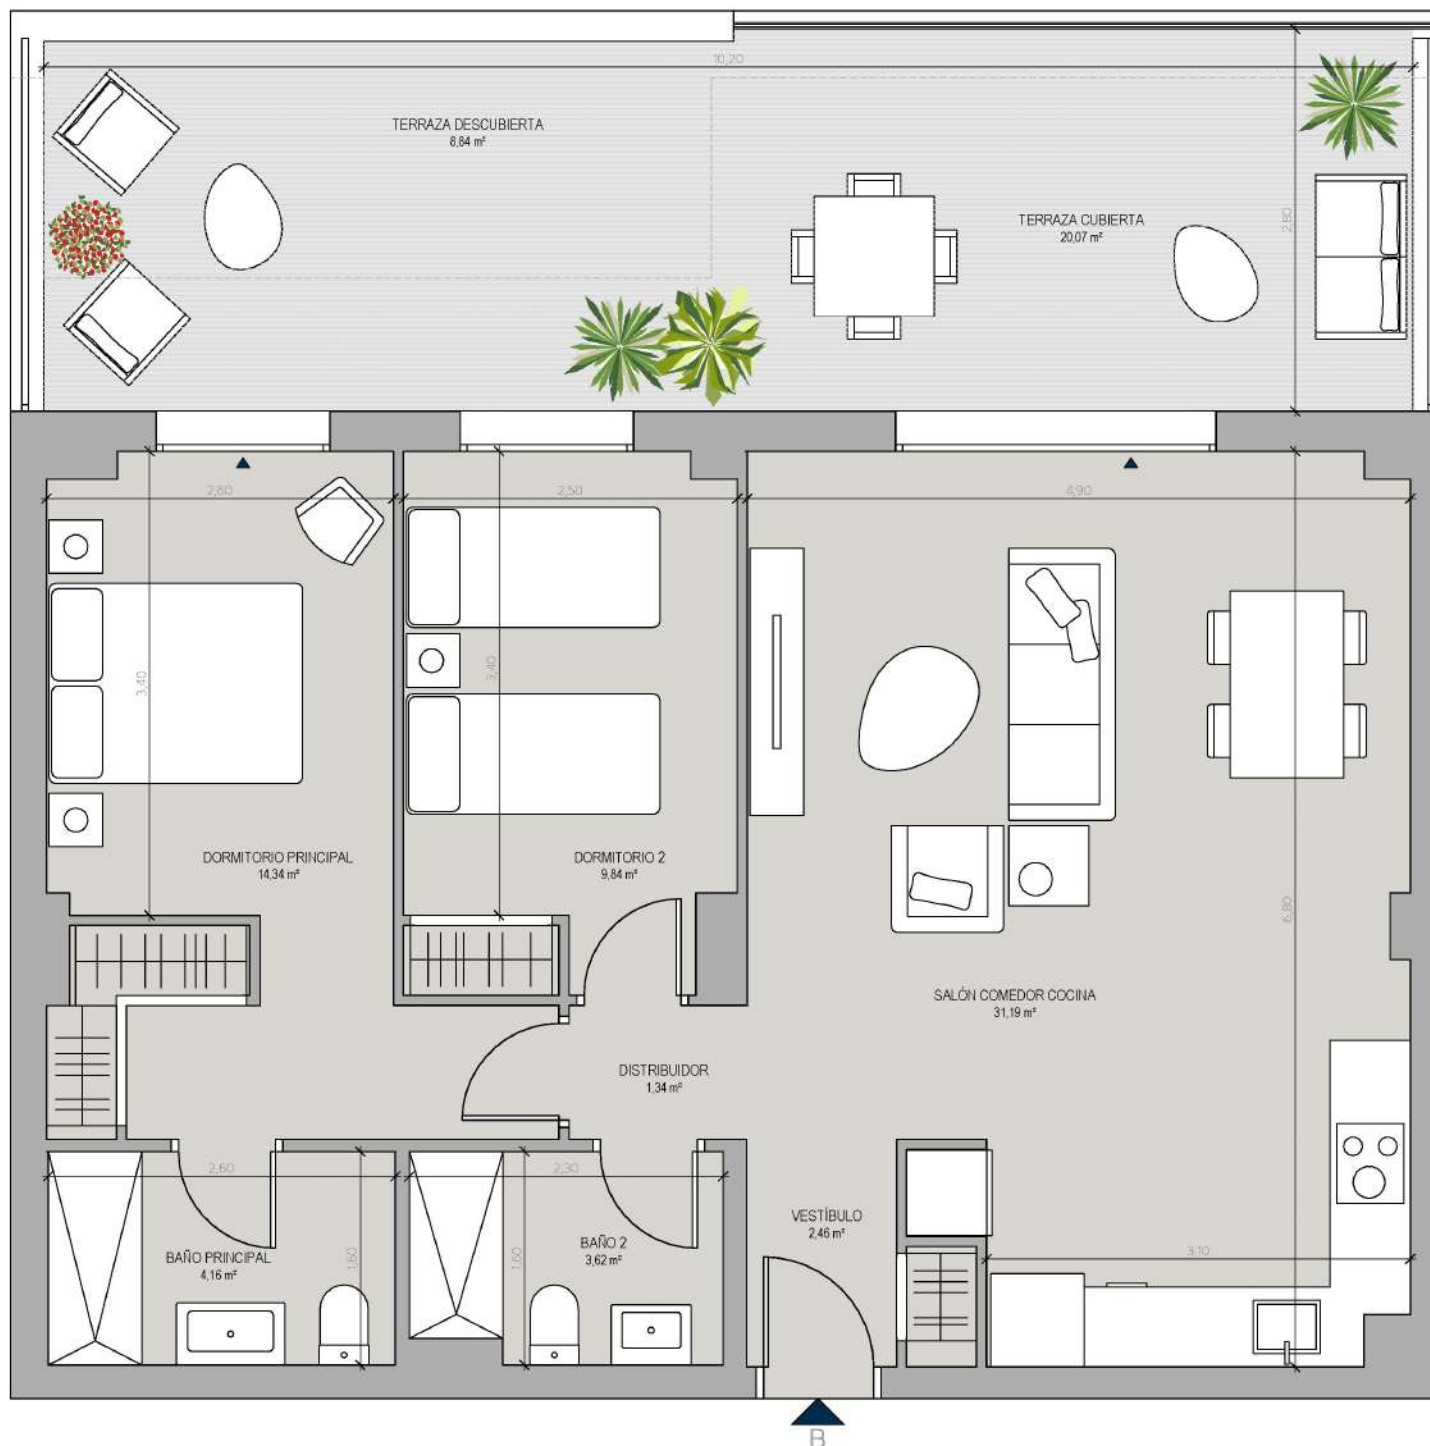 10,20
TERRAZA DESCUBIERTA
8,84 m²
TERRAZA CUBIERTA
20,07 m²
2,80
2,60
2,50
4,90
3,40
3,40
DORMITORIO PRINCIPAL
14,34 m²
DORMITORIO 2
9,84 m²
6,80
SALÓN COMEDOR COCINA
31,19 m²
DISTRIBUIDOR
1,34 m²
2,60
2,30
VESTÍBULO
2,46 m²
BAÑO PRINCIPAL
4,16 m²
1,60
BAÑO 2
3,62 m²
1,60
3,10
B